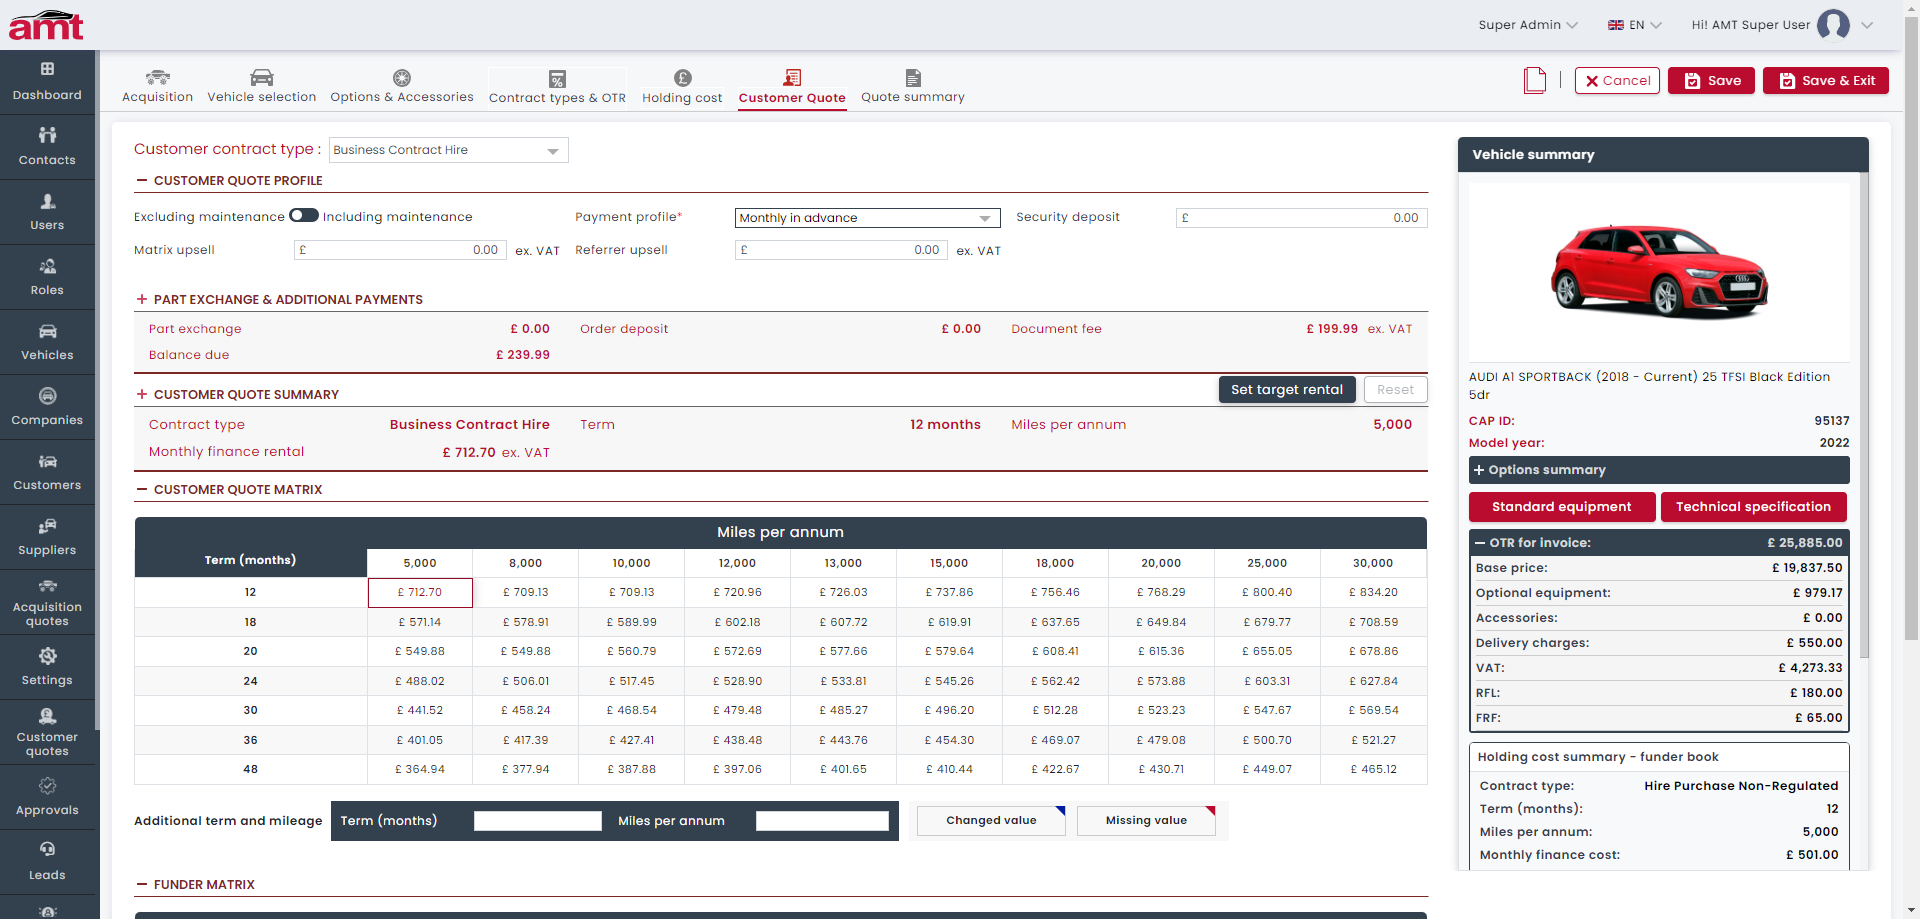 amt
Super Admin
EN
Hi! AMT Super User
Dashboard
Contacts
Users
Roles
Vehicles
Companies
Customers
Suppliers
Acquisition
quotes
Settings
Customer
quotes
Approvals
Leads
Acquisition
Vehicle selection
Options & Accessories
Contract types & OTR
Holding cost
Customer Quote
Quote summary
Cancel
Save
Save & Exit
Customer contract type :
Business Contract Hire
CUSTOMER QUOTE PROFILE
Excluding maintenance Including maintenance
Payment profile* Monthly in advance
Security deposit £ 0.00
Matrix upsell £ 0.00 ex. VAT
Referrer upsell £ 0.00 ex. VAT
PART EXCHANGE & ADDITIONAL PAYMENTS
Part exchange £ 0.00 Order deposit £ 0.00 Document fee £ 199.99 ex. VAT
Balance due £ 239.99
CUSTOMER QUOTE SUMMARY
Set target rental
Reset
Contract type Business Contract Hire Term 12 months Miles per annum 5,000
Monthly finance rental £ 712.70 ex. VAT
CUSTOMER QUOTE MATRIX
Miles per annum
Term (months) 5,000 8,000 10,000 12,000 13,000 15,000 18,000 20,000 25,000 30,000
12 £ 712.70 £ 709.13 £ 709.13 £ 720.96 £ 726.03 £ 737.86 £ 756.46 £ 768.29 £ 800.40 £ 834.20
18 £ 571.14 £ 578.91 £ 589.99 £ 602.18 £ 607.72 £ 619.91 £ 637.65 £ 649.84 £ 679.77 £ 708.59
20 £ 549.88 £ 549.88 £ 560.79 £ 572.69 £ 577.66 £ 579.64 £ 608.41 £ 615.36 £ 655.05 £ 678.86
24 £ 488.02 £ 506.01 £ 517.45 £ 528.90 £ 533.81 £ 545.26 £ 562.42 £ 573.88 £ 603.31 £ 627.84
30 £ 441.52 £ 458.24 £ 468.54 £ 479.48 £ 485.27 £ 496.20 £ 512.28 £ 523.23 £ 547.67 £ 569.54
36 £ 401.05 £ 417.39 £ 427.41 £ 438.48 £ 443.76 £ 454.30 £ 469.07 £ 479.08 £ 500.70 £ 521.27
48 £ 364.94 £ 377.94 £ 387.88 £ 397.06 £ 401.65 £ 410.44 £ 422.67 £ 430.71 £ 449.07 £ 465.12
Additional term and mileage Term (months) Miles per annum Changed value Missing value
FUNDER MATRIX
Vehicle summary
AUDI A1 SPORTBACK (2018 - Current) 25 TFSI Black Edition
5dr
CAP ID: 95137
Model year: 2022
Options summary
Standard equipment
Technical specification
OTR for invoice: £ 25,885.00
Base price: £ 19,837.50
Optional equipment: £ 979.17
Accessories: £ 0.00
Delivery charges: £ 550.00
VAT: £ 4,273.33
RFL: £ 180.00
FRF: £ 65.00
Holding cost summary - funder book
Contract type: Hire Purchase Non-Regulated
Term (months): 12
Miles per annum: 5,000
Monthly finance cost: £ 501.00